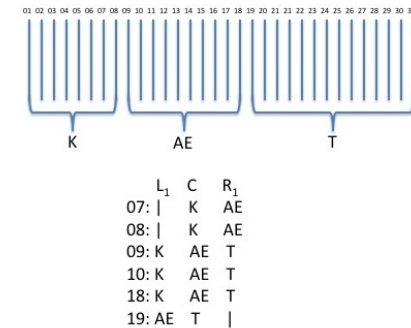 01 02 03 04 05 06 07 08 09 10 11 12 13 14 15 16 17 18 19 20 21 22 23 24 25 26 27 28 29 30
K AE T
L1 C R1
07: | K AE
08: | K AE
09: K AE T
10: K AE T
18: K AE T
19: AE T |